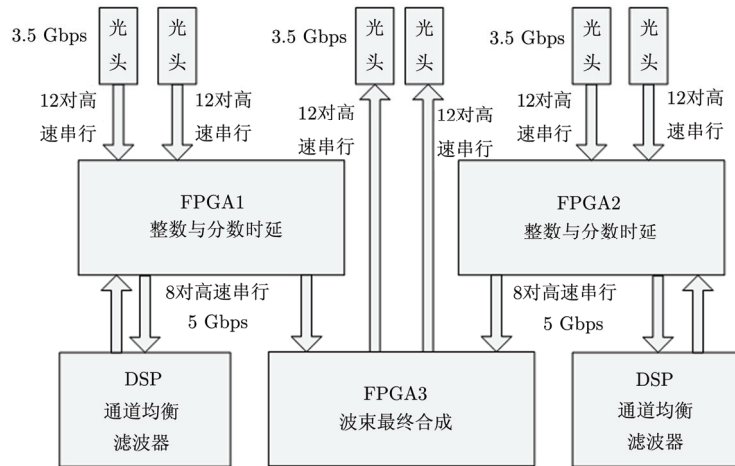 3.5 Gbps
光头
光头
3.5 Gbps
光头
光头
3.5 Gbps
光头
光头
12对高
速串行
12对高
速串行
12对高
速串行
12对高
速串行
12对高
速串行
12对高
速串行
FPGA1
整数与分数时延
FPGA2
整数与分数时延
8对高速串行
5 Gbps
8对高速串行
5 Gbps
DSP
通道均衡
滤波器
FPGA3
波束最终合成
DSP
通道均衡
滤波器